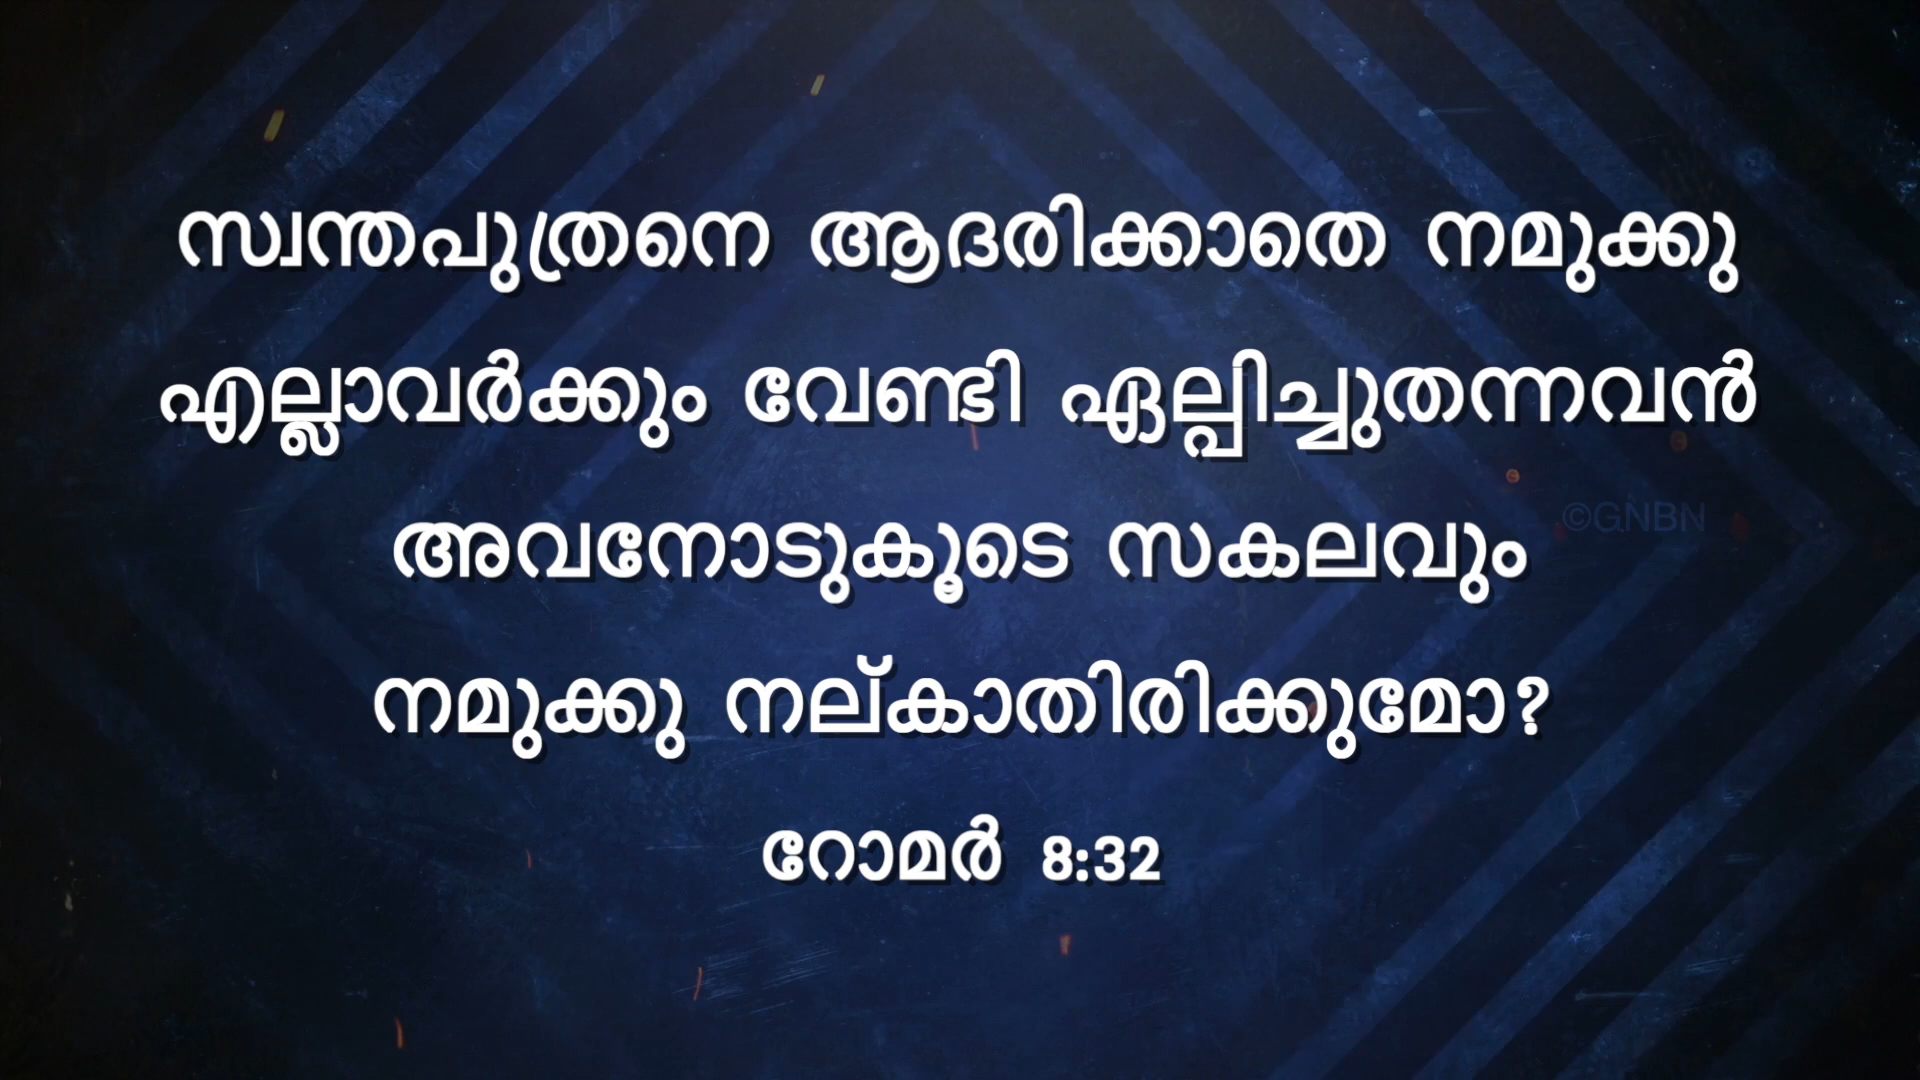 സ്വന്തപുത്രനെ ആദരിക്കാതെ നമുക്കു
എല്ലാവർക്കും വേണ്ടി ഏല്പിച്ചുതന്നവൻ
അവനോടുകൂടെ സകലവും
©GNBN
നമുക്കു നല്കാതിരിക്കുമോ?
റോമർ 8:32